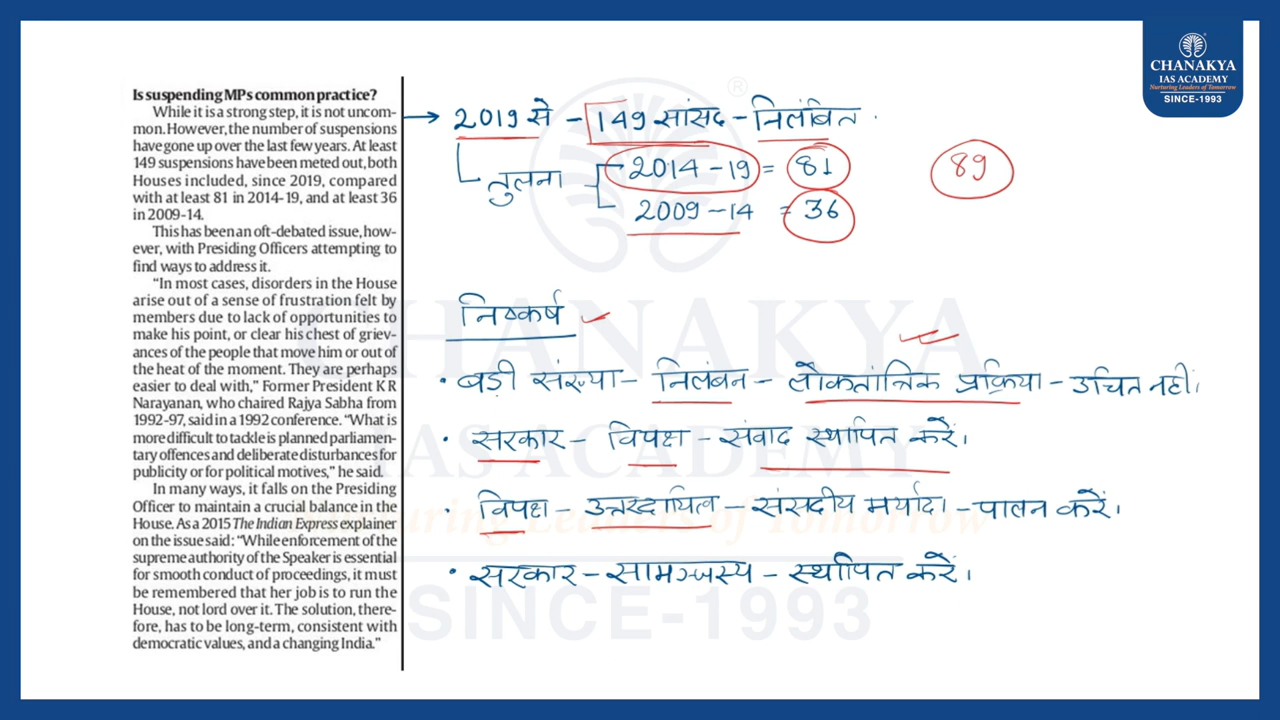 CHANAKYA
IAS ACADEMY
Nurturing Leaders of Tomorrow
SINCE-1993
Is suspending MPs common practice?
While it is a strong step, it is not uncom-
mon. However, the number of suspensions
have gone up over the last few years. At least
149 suspensions have been meted out, both
Houses included, since 2019, compared
with at least 81 in 2014-19, and at least 36
in 2009-14.
This has been an oft-debated issue, how-
ever, with Presiding Officers attempting to
find ways to address it.
“In most cases, disorders in the House
arise out of a sense of frustration felt by
members due to lack of opportunities to
make his point, or clear his chest of griev-
ances of the people that move him or out of
the heat of the moment. They are perhaps
easier to deal with,” Former President K R
Narayanan, who chaired Rajya Sabha from
1992-97, said in a 1992 conference. “What is
more difficult to tackle is planned parliamen-
tary offences and deliberate disturbances for
publicity or for political motives,” he said.
In many ways, it falls on the Presiding
Officer to maintain a crucial balance in the
House. As a 2015 The Indian Express explainer
on the issue said: “While enforcement of the
supreme authority of the Speaker is essential
for smooth conduct of proceedings, it must
be remembered that her job is to run the
House, not lord over it. The solution, there-
fore, has to be long-term, consistent with
democratic values, and a changing India.”
→ 2019 से - 149 सांसद - निलंबित.
तुलना
2014-19 = 81
2009-14 = 36
89
निष्कर्ष
• बड़ी संख्या - निलंबन - लोकतांत्रिक प्रक्रिया - उचित नहीं।
• सरकार - विपक्ष - संवाद स्थापित करें।
• विपक्ष - उत्तरदायित्व - संसदीय मर्यादा - पालन करें।
• सरकार - सामञ्जस्य - स्थापित करें।
CHANAKYA
IAS ACADEMY
Nurturing Leaders of Tomorrow
SINCE-1993